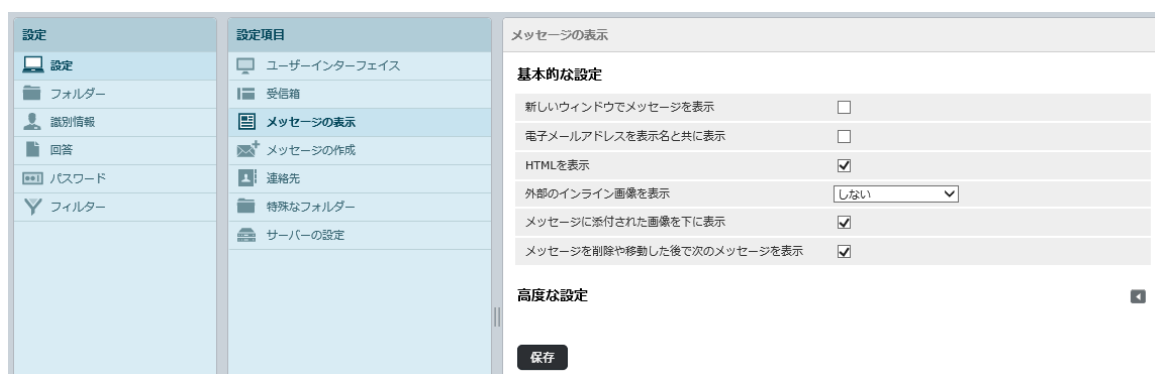 設定
設定
フォルダー
識別情報
回答
パスワード
フィルター
設定項目
ユーザーインターフェイス
受信箱
メッセージの表示
メッセージの作成
連絡先
特殊なフォルダー
サーバーの設定
メッセージの表示
基本的な設定
新しいウィンドウでメッセージを表示
電子メールアドレスを表示名と共に表示
HTMLを表示
外部のインライン画像を表示 しない
メッセージに添付された画像を下に表示
メッセージを削除や移動した後で次のメッセージを表示
高度な設定
保存